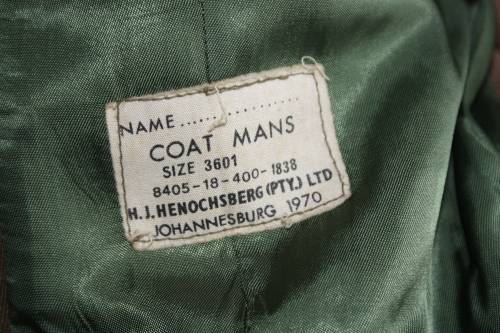 NAME..................
COAT MANS
SIZE 3601
8405-18-400-1838
H.J. HENOCHSBERG (PTY.) LTD
JOHANNESBURG 1970